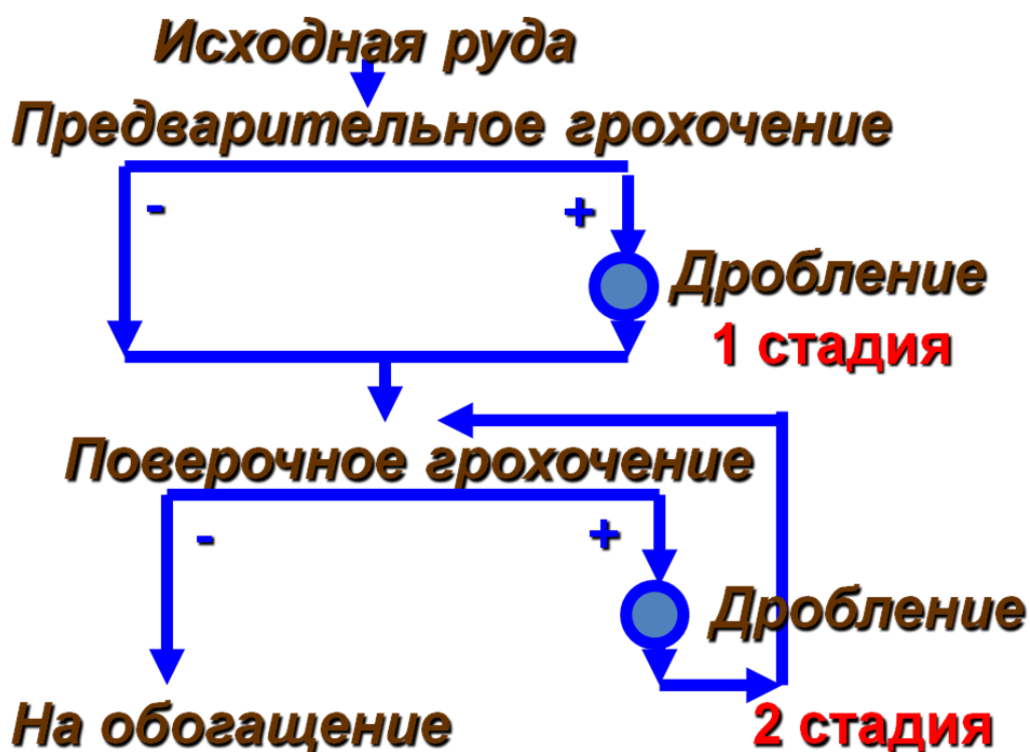 Исходная руда
Предварительное грохочение
- +
Дробление
1 стадия
Поверочное грохочение
- +
Дробление
На обогащение
2 стадия